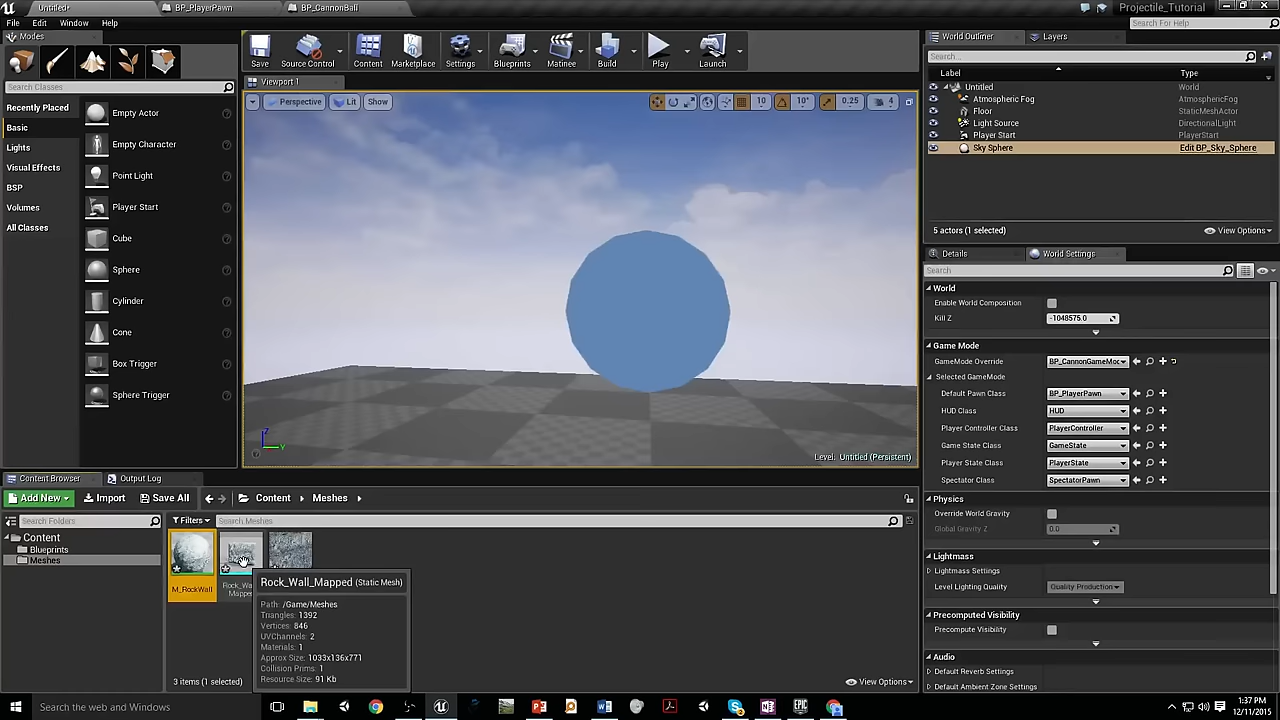 Untitled*
BP_PlayerPawn
BP_CannonBall
Projectile_Tutorial
File
Edit
Window
Help
Search For Help
Modes
Search Classes
Recently Placed
Basic
Lights
Visual Effects
BSP
Volumes
All Classes
Empty Actor
Empty Character
Point Light
Player Start
Cube
Sphere
Cylinder
Cone
Box Trigger
Sphere Trigger
Save
Source Control
Content
Marketplace
Settings
Blueprints
Matinee
Build
Play
Launch
Viewport 1
Perspective
Lit
Show
10
10°
0.25
4
Level: Untitled (Persistent)
World Outliner
Layers
Search...
Label
Type
Untitled
World
Atmospheric Fog
AtmosphericFog
Floor
StaticMeshActor
Light Source
DirectionalLight
Player Start
PlayerStart
Sky Sphere
Edit BP_Sky_Sphere
5 actors (1 selected)
View Options
Details
World Settings
Search
World
Enable World Composition
Kill Z
-1048575.0
Game Mode
GameMode Override
BP_CannonGameMoc
Selected GameMode
Default Pawn Class
BP_PlayerPawn
HUD Class
HUD
Player Controller Class
PlayerController
Game State Class
GameState
Player State Class
PlayerState
Spectator Class
SpectatorPawn
Physics
Override World Gravity
Global Gravity Z
0.0
Lightmass
Lightmass Settings
Level Lighting Quality
Quality Production
Precomputed Visibility
Precompute Visibility
Audio
Default Reverb Settings
Default Ambient Zone Settings
Content Browser
Output Log
Add New
Import
Save All
Content
Meshes
Search Folders
Filters
Search Meshes
Content
Blueprints
Meshes
M_RockWall
Rock_Wa
Mappe
Rock_Wall_Mapped (Static Mesh)
Path: /Game/Meshes
Triangles: 1392
Vertices: 846
UVChannels: 2
Materials: 1
Approx Size: 1033x136x771
Collision Prims: 1
Resource Size: 91 Kb
3 items (1 selected)
View Options
Search the web and Windows
1:37 PM
12/11/2015